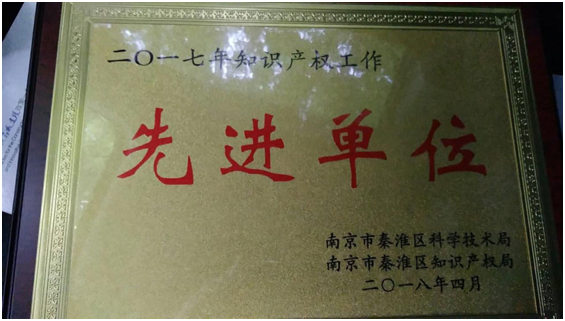 二〇一七年知识产权工作
先进单位
南京市秦淮区科学技术局
南京市秦淮区知识产权局
二〇一八年四月